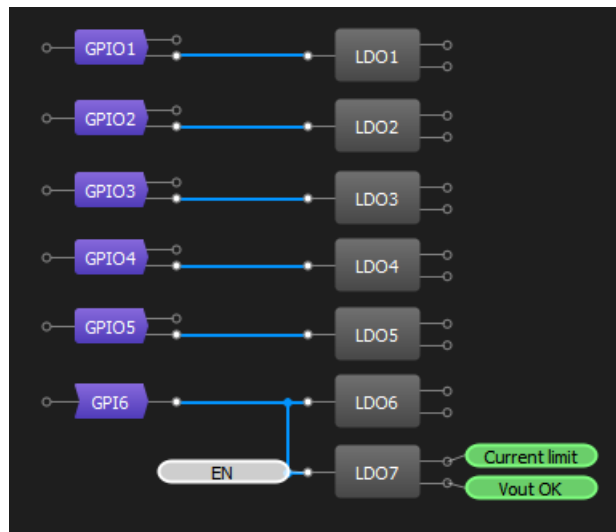 GPIO1
LDO1
GPIO2
LDO2
GPIO3
LDO3
GPIO4
LDO4
GPIO5
LDO5
GPI6
LDO6
EN
LDO7
Current limit
Vout OK